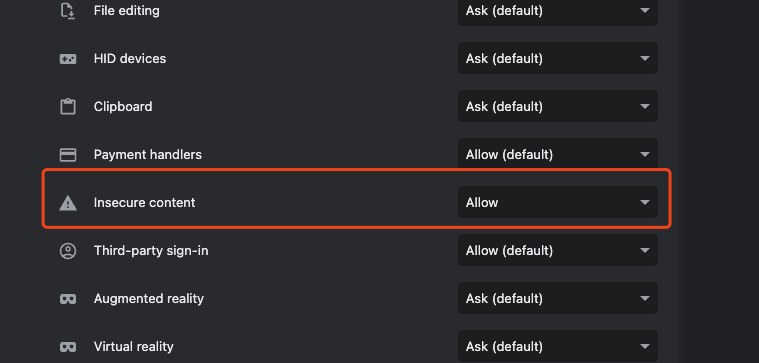 File editing Ask (default)
HID devices Ask (default)
Clipboard Ask (default)
Payment handlers Allow (default)
Insecure content Allow
Third-party sign-in Allow (default)
Augmented reality Ask (default)
Virtual reality Ask (default)